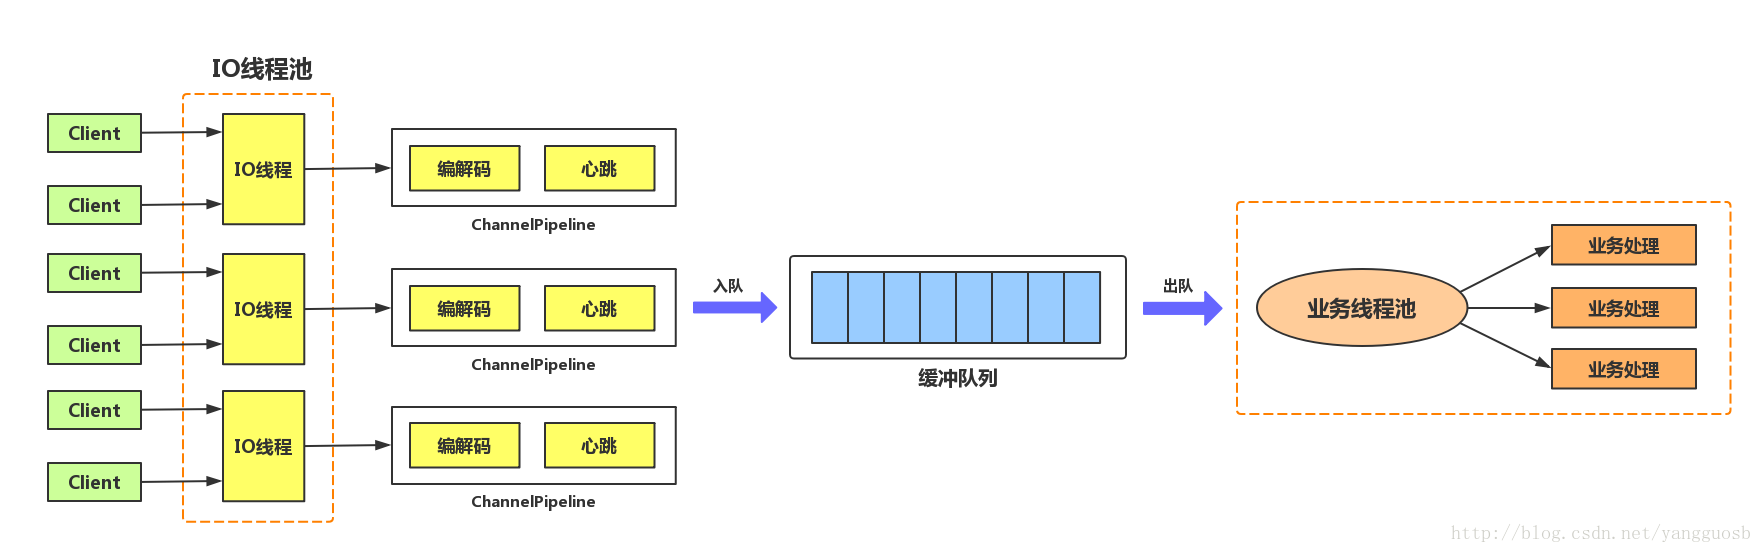 IO线程池
Client
Client
IO线程
编解码
心跳
ChannelPipeline
Client
Client
IO线程
编解码
心跳
ChannelPipeline
Client
Client
IO线程
编解码
心跳
ChannelPipeline
入队
缓冲队列
出队
业务线程池
业务处理
业务处理
业务处理
http://blog.csdn.net/yangguosb